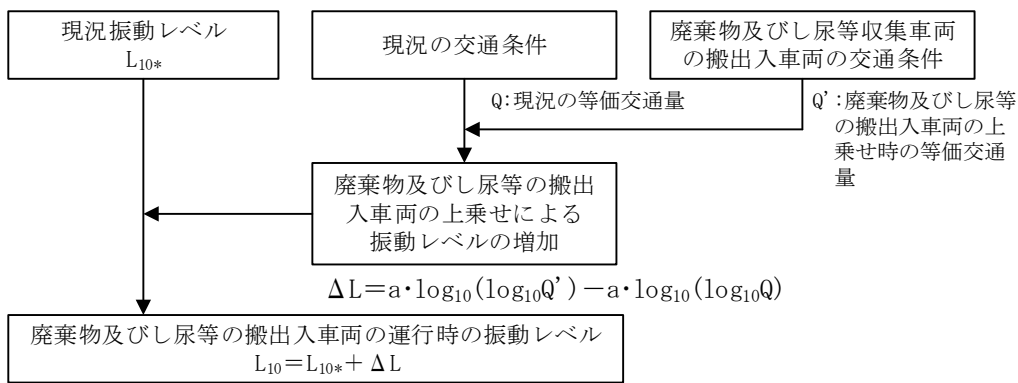 現況振動レベル
L10*
現況の交通条件
廃棄物及びし尿等収集車両
の搬出入車両の交通条件
Q:現況の等価交通量
Q’:廃棄物及びし尿等
の搬出入車両の上
乗せ時の等価交通
量
廃棄物及びし尿等の搬出
入車両の上乗せによる
振動レベルの増加
ΔL=a・log10(log10Q’)-a・log10(log10Q)
廃棄物及びし尿等の搬出入車両の運行時の振動レベル
L10=L10*+ΔL